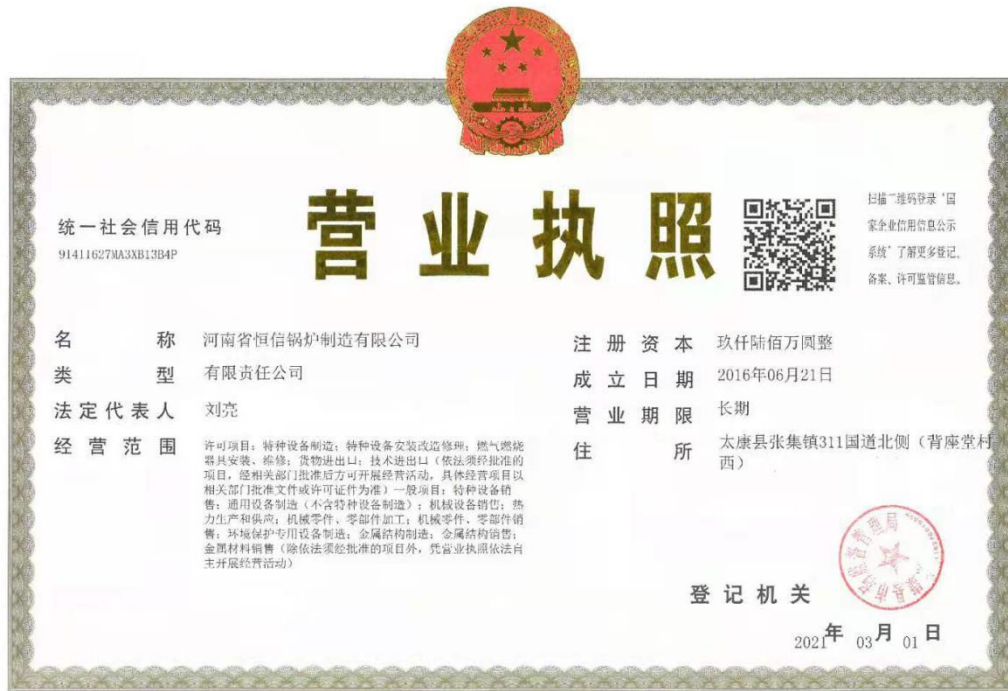 营业执照
统一社会信用代码
91411627MA3XB13B4P
扫描二维码登录“国
家企业信用信息公示
系统”了解更多登记、
备案、许可监管信息。
名称 河南省恒信锅炉制造有限公司
类型 有限责任公司
法定代表人 刘亮
经营范围 许可项目：特种设备制造；特种设备安装改造修理；燃气燃烧
器具安装、维修；货物进出口；技术进出口（依法须经批准的
项目，经相关部门批准后方可开展经营活动，具体经营项目以
相关部门批准文件或许可证件为准）一般项目：特种设备销
售；通用设备制造（不含特种设备制造）；机械设备销售；热
力生产和供应；机械零件、零部件加工；机械零件、零部件销
售；环境保护专用设备制造；金属结构制造；金属结构销售；
金属材料销售（除依法须经批准的项目外，凭营业执照依法自
主开展经营活动）
注册资本 玖仟陆佰万圆整
成立日期 2016年06月21日
营业期限 长期
住所 太康县张集镇311国道北侧（背座堂村
西）
登记机关
太康县市场监督管理局
2021年03月01日